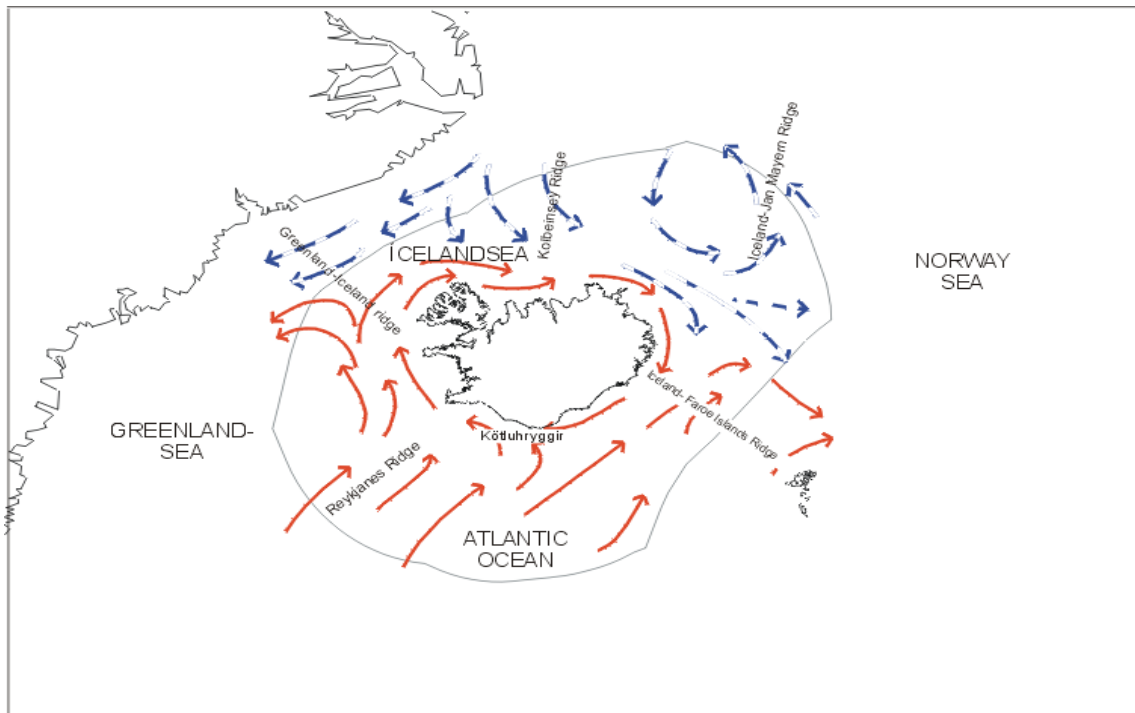 Iceland-Jan Mayern Ridge
Kolbeinsey Ridge
Greenland-Iceland ridge
ICELANDSEA
NORWAY
SEA
Iceland- Faroe Islands Ridge
GREENLAND-
SEA
Kötluhryggir
Reykjanes Ridge
ATLANTIC
OCEAN